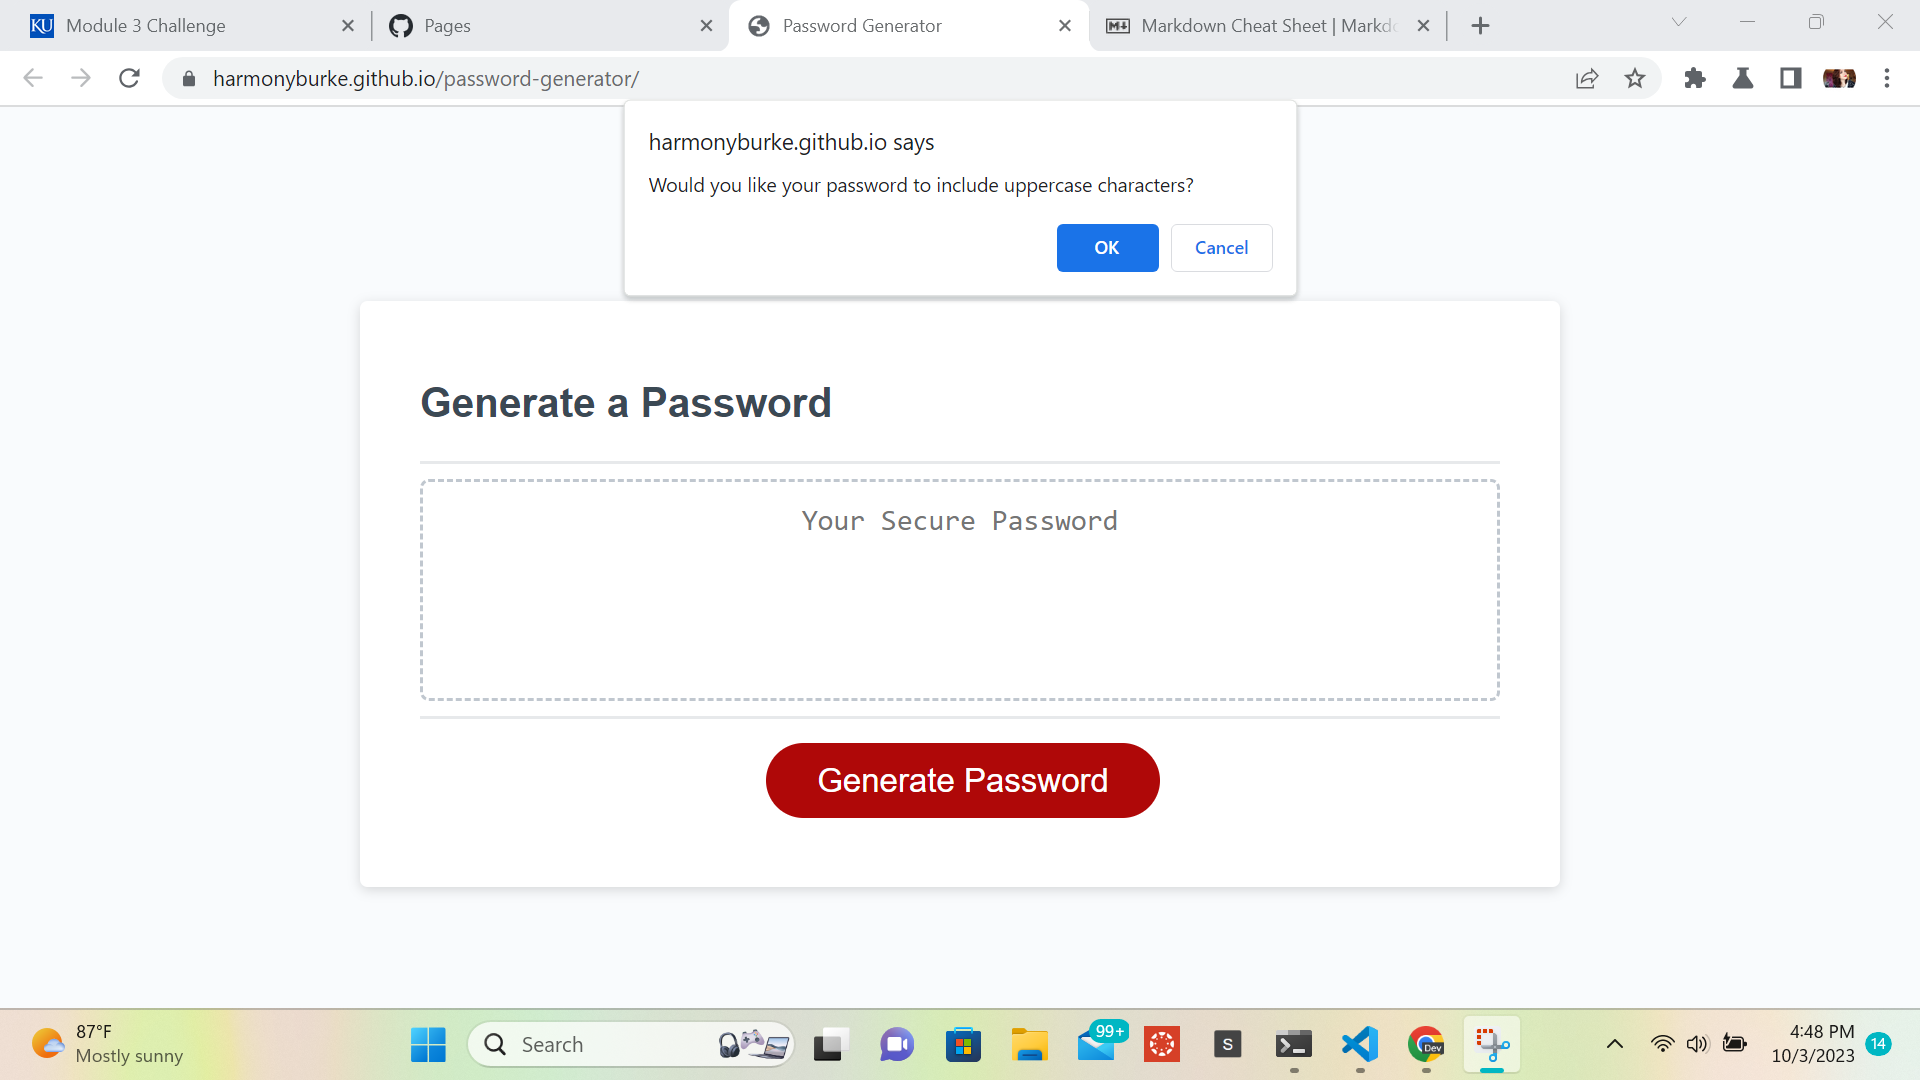 KU Module 3 Challenge
Pages
Password Generator
Markdown Cheat Sheet | Markdo
harmonyburke.github.io/password-generator/
harmonyburke.github.io says
Would you like your password to include uppercase characters?
OK
Cancel
Generate a Password
Your Secure Password
Generate Password
87°F
Mostly sunny
Search
99+
S
Dev
4:48 PM
10/3/2023
14